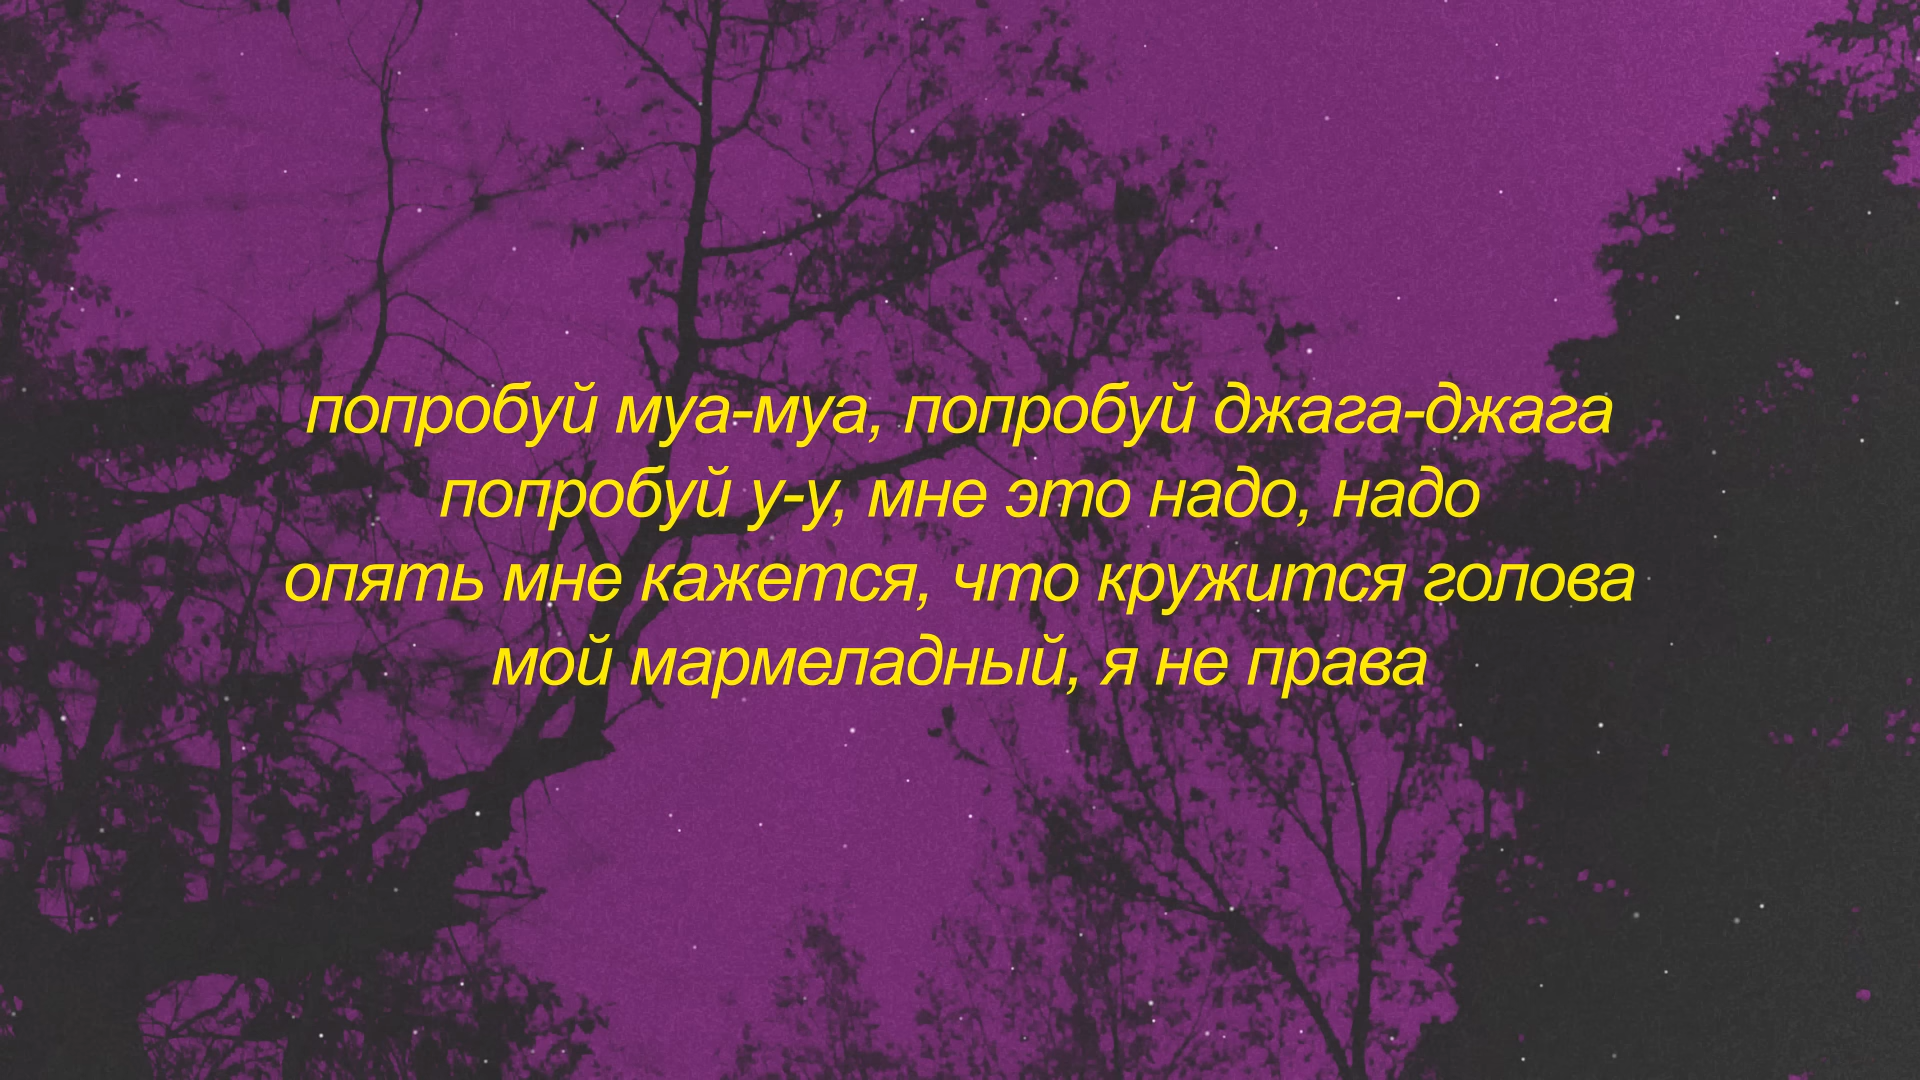 попробуй муа-муа, попробуй джага-джага
попробуй у-у, мне это надо, надо
опять мне кажется, что кружится голова
мой мармеладный, я не права